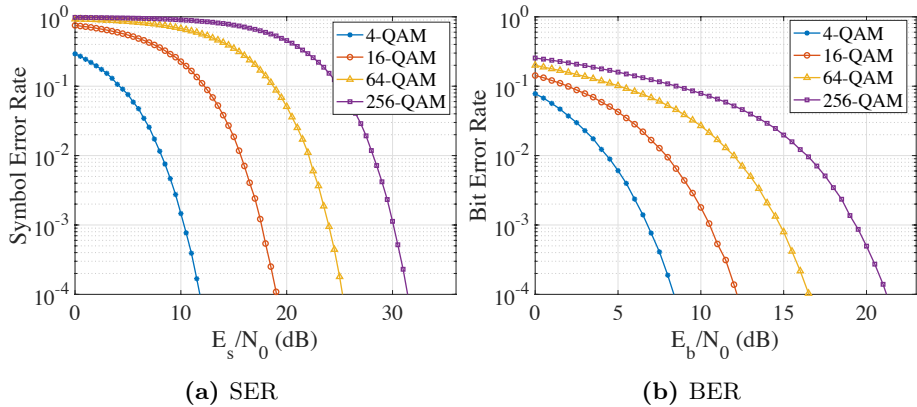 Symbol Error Rate
10^0
10^-1
10^-2
10^-3
10^-4
0
10
20
30
E_s/N_0 (dB)
4-QAM
16-QAM
64-QAM
256-QAM
(a) SER
Bit Error Rate
10^0
10^-1
10^-2
10^-3
10^-4
0
5
10
15
20
E_b/N_0 (dB)
4-QAM
16-QAM
64-QAM
256-QAM
(b) BER